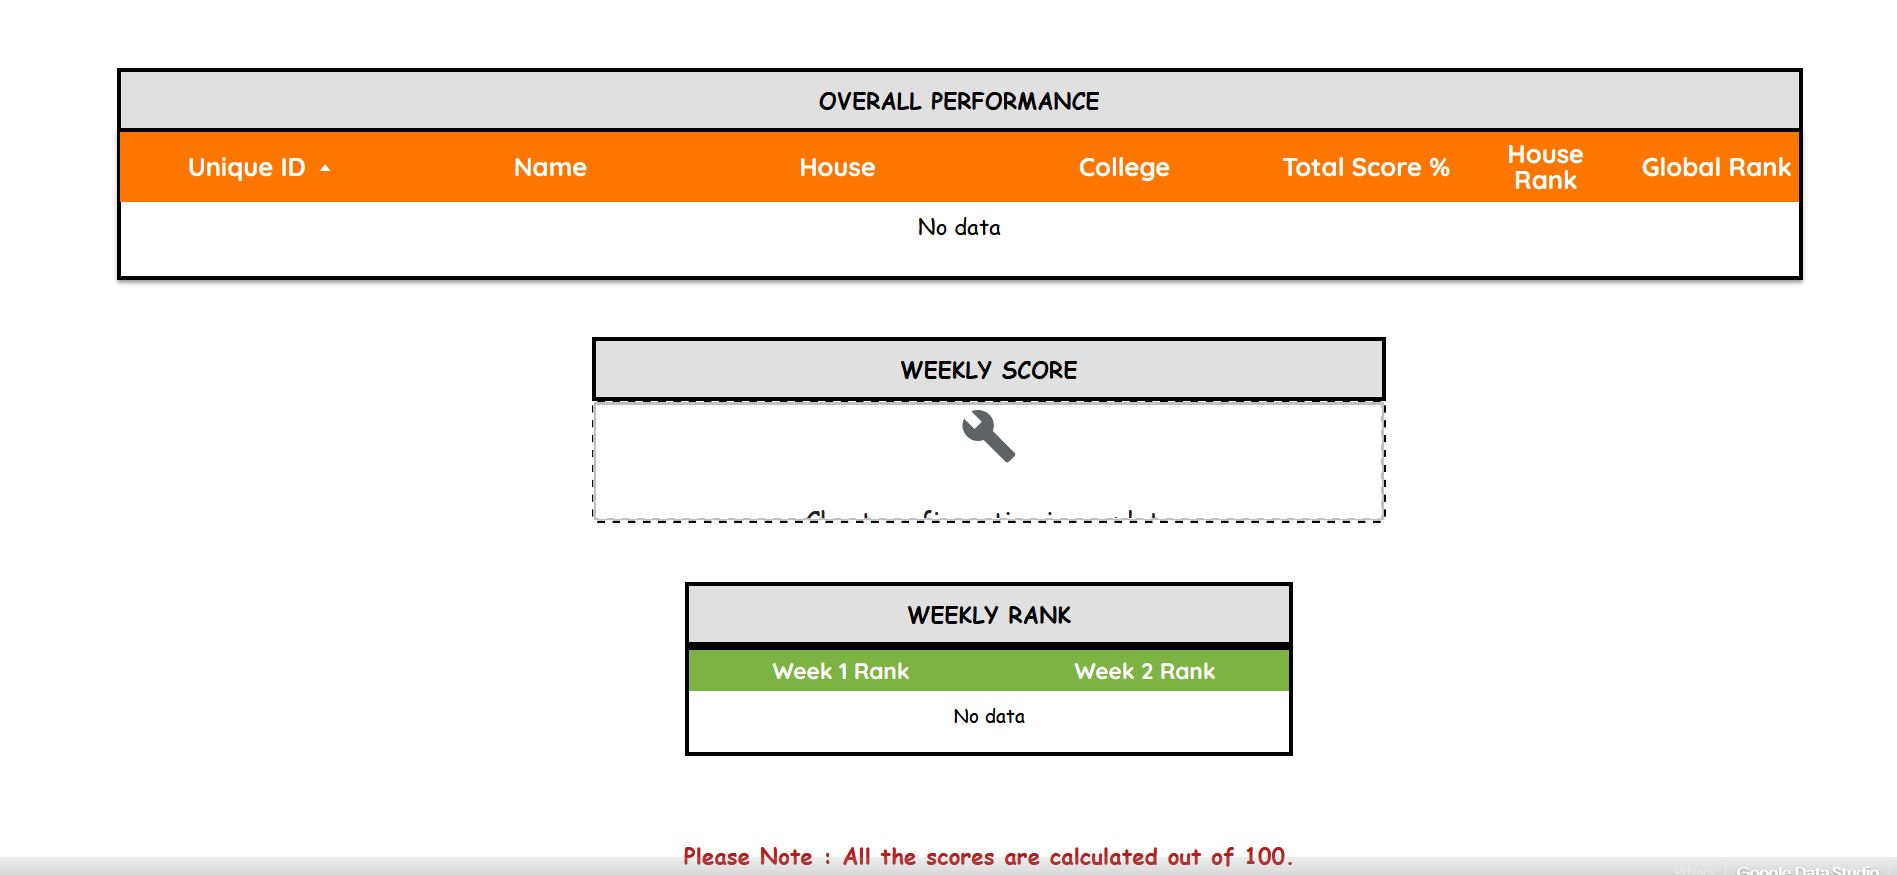 OVERALL PERFORMANCE
Unique ID Name House College Total Score % House Rank Global Rank
No data
WEEKLY SCORE
WEEKLY RANK
Week 1 Rank Week 2 Rank
No data
Please Note : All the scores are calculated out of 100.
Privacy Google Data Studio